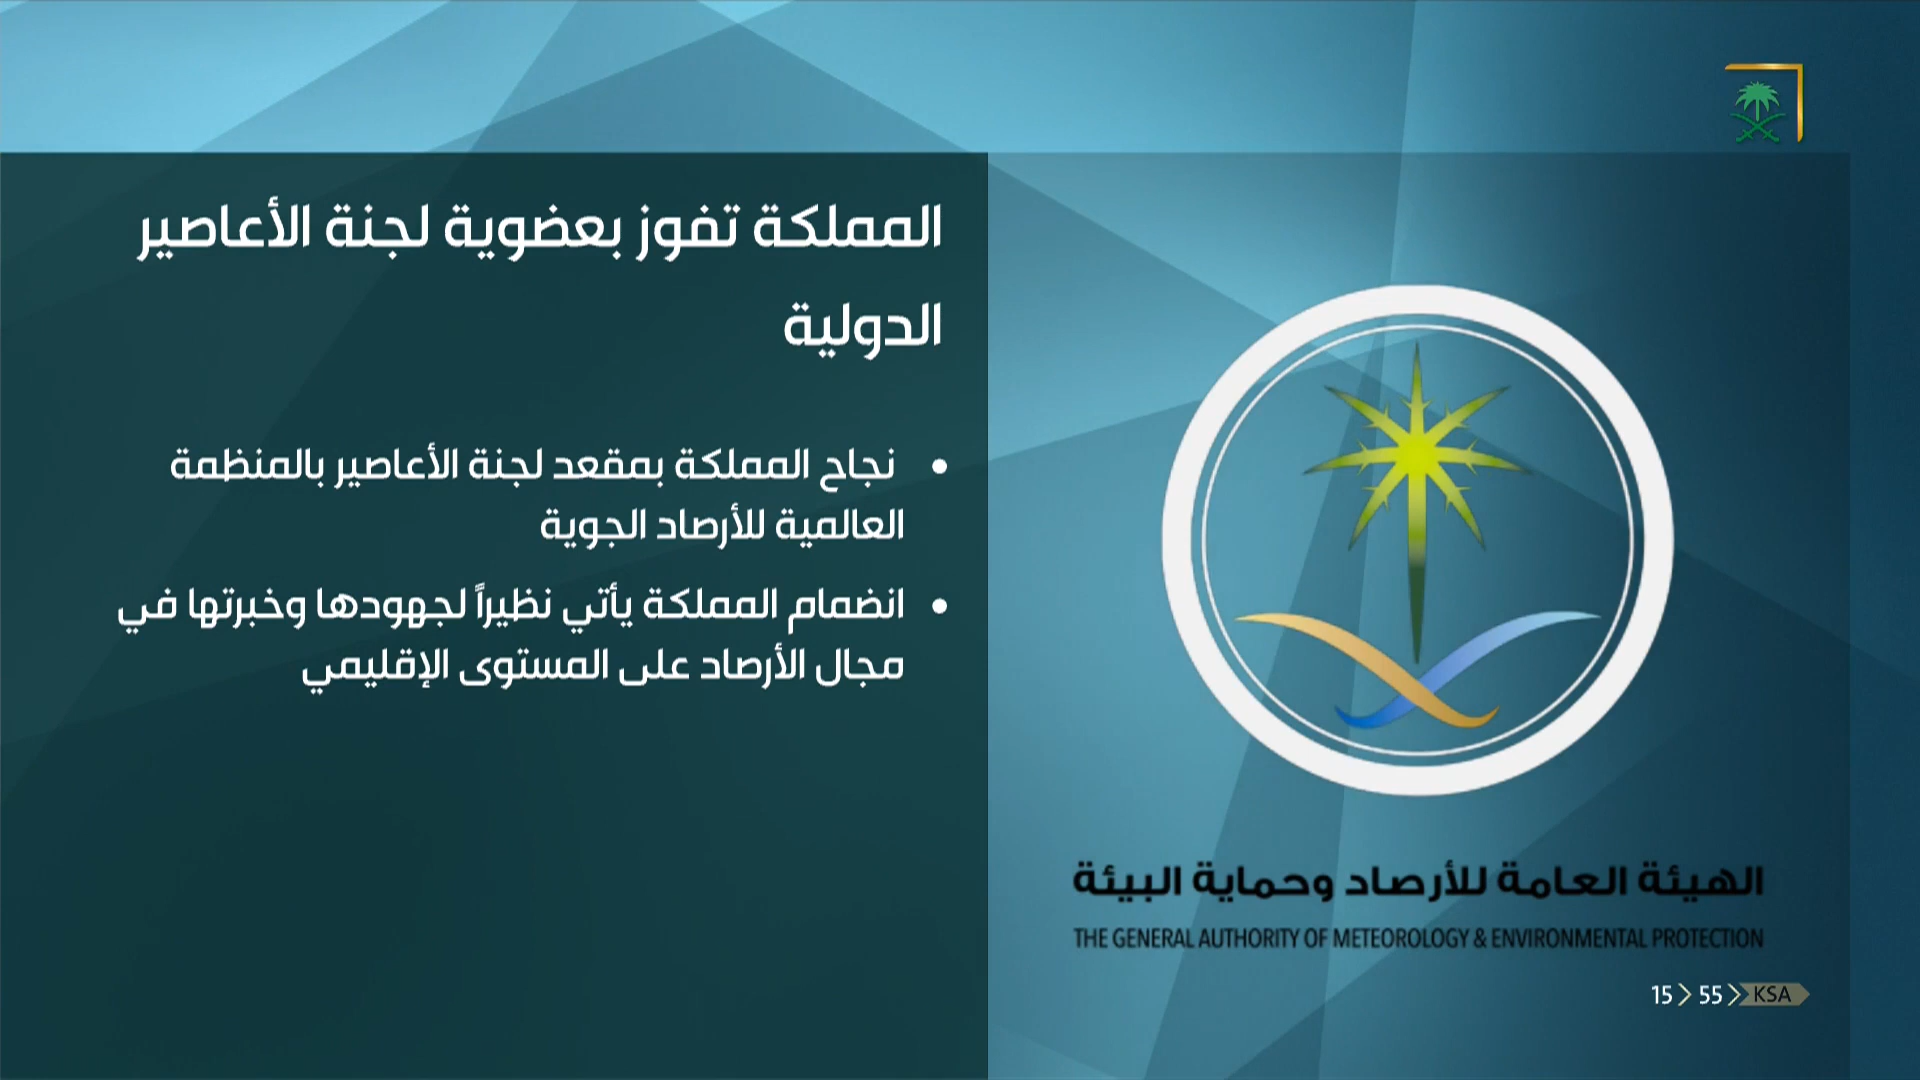 المملكة تفوز بعضوية لجنة الأعاصير
الدولية
• نجاح المملكة بمقعد لجنة الأعاصير بالمنظمة
العالمية للأرصاد الجوية
• انضمام المملكة يأتي نظيراً لجهودها وخبرتها في
مجال الأرصاد على المستوى الإقليمي
الهيئة العامة للأرصاد وحماية البيئة
THE GENERAL AUTHORITY OF METEOROLOGY & ENVIRONMENTAL PROTECTION
15 > 55 > KSA